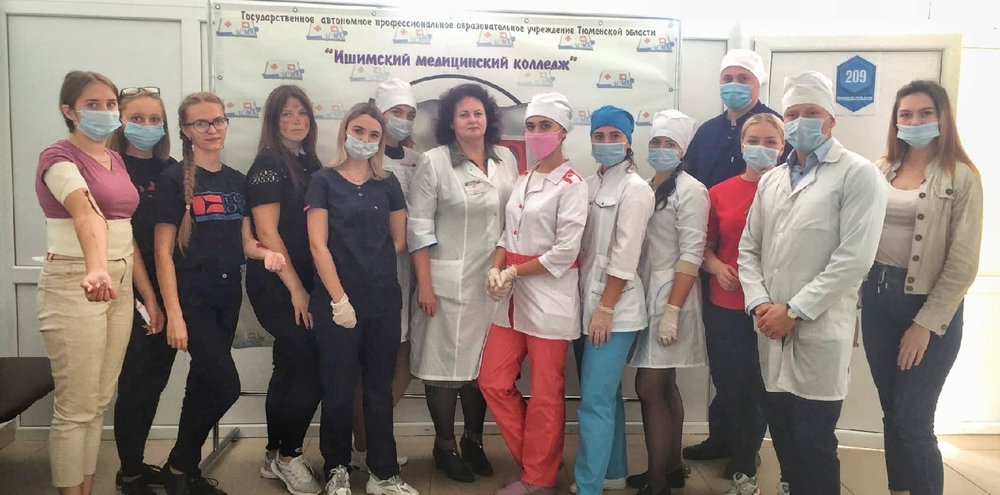 Государственное автономное профессиональное образовательное учреждение Тюменской области
"Ишимский медицинский колледж"
209